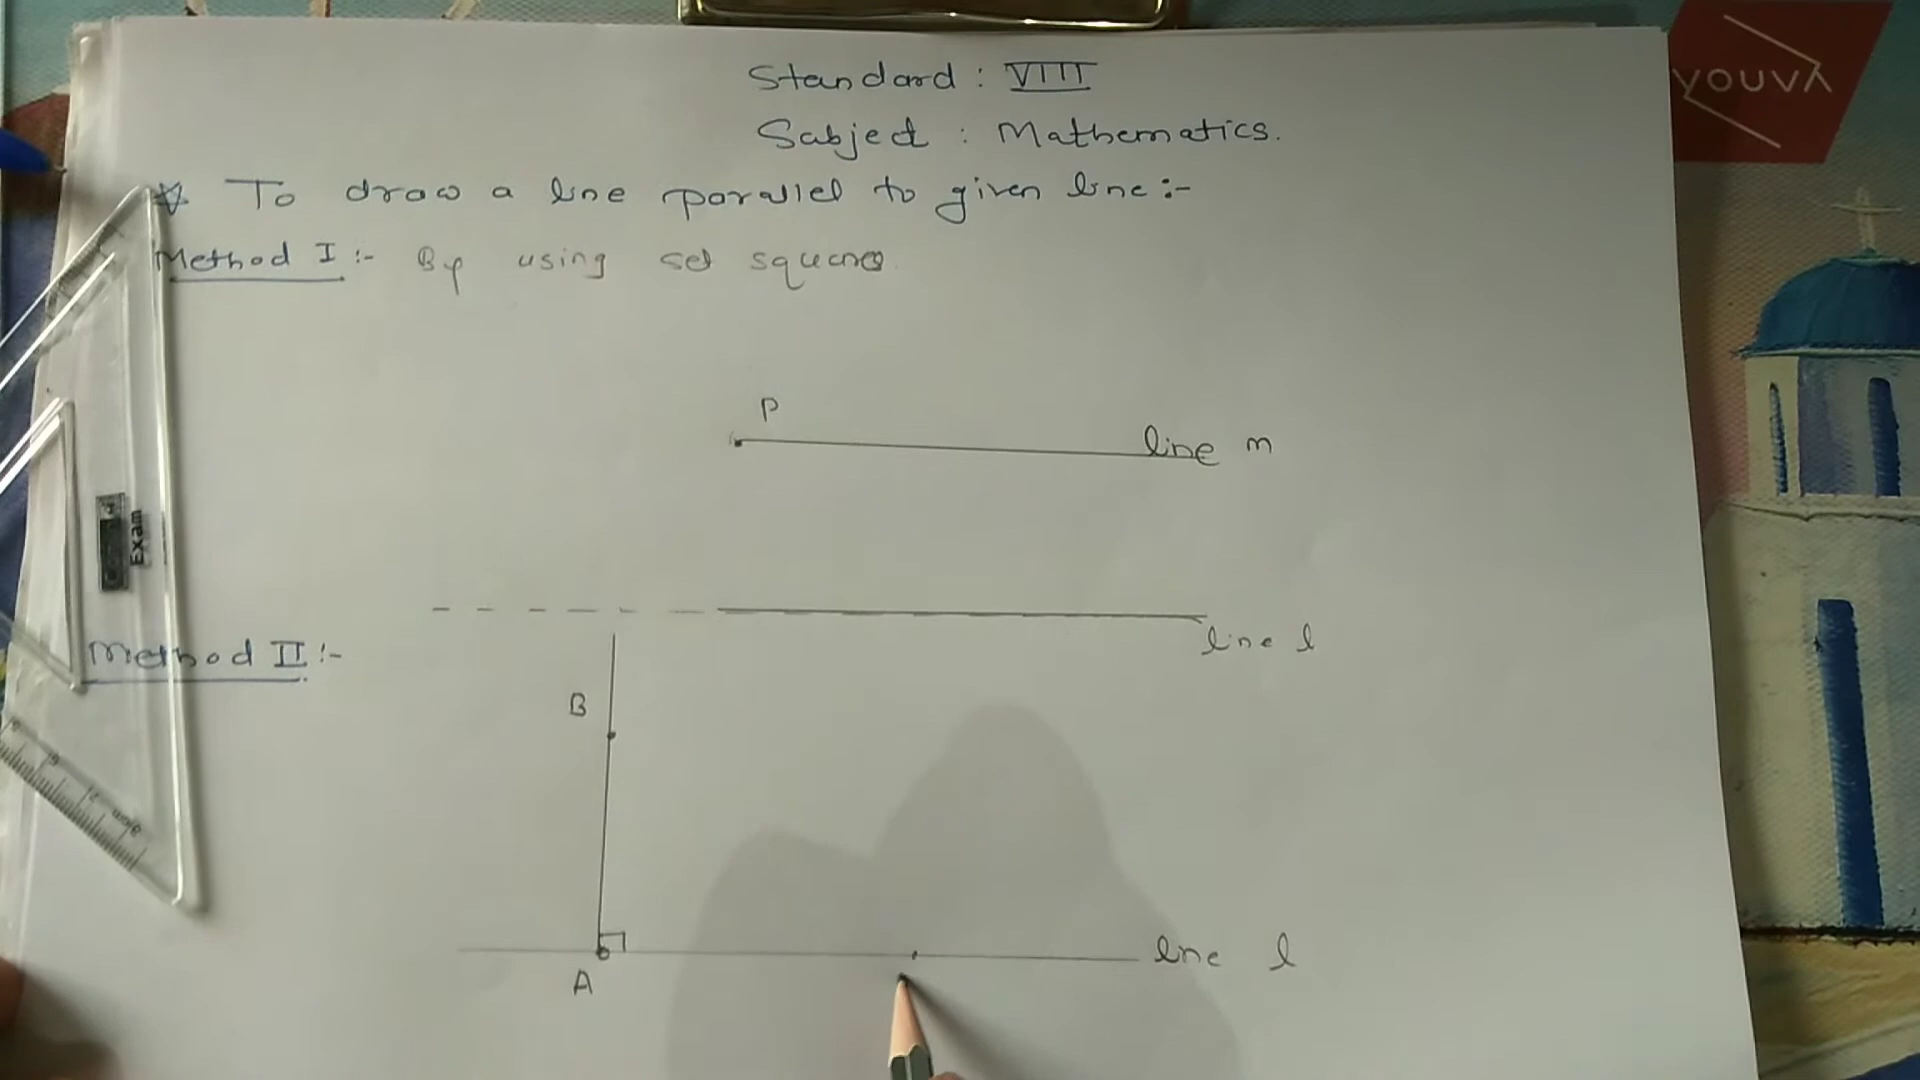 YOUVA
Standard : VIII
Subject : Mathematics.
To draw a line parallel to given line :-
Method I :- By using set square
P
line m
Exam
line l
Method II :-
B
line l
A